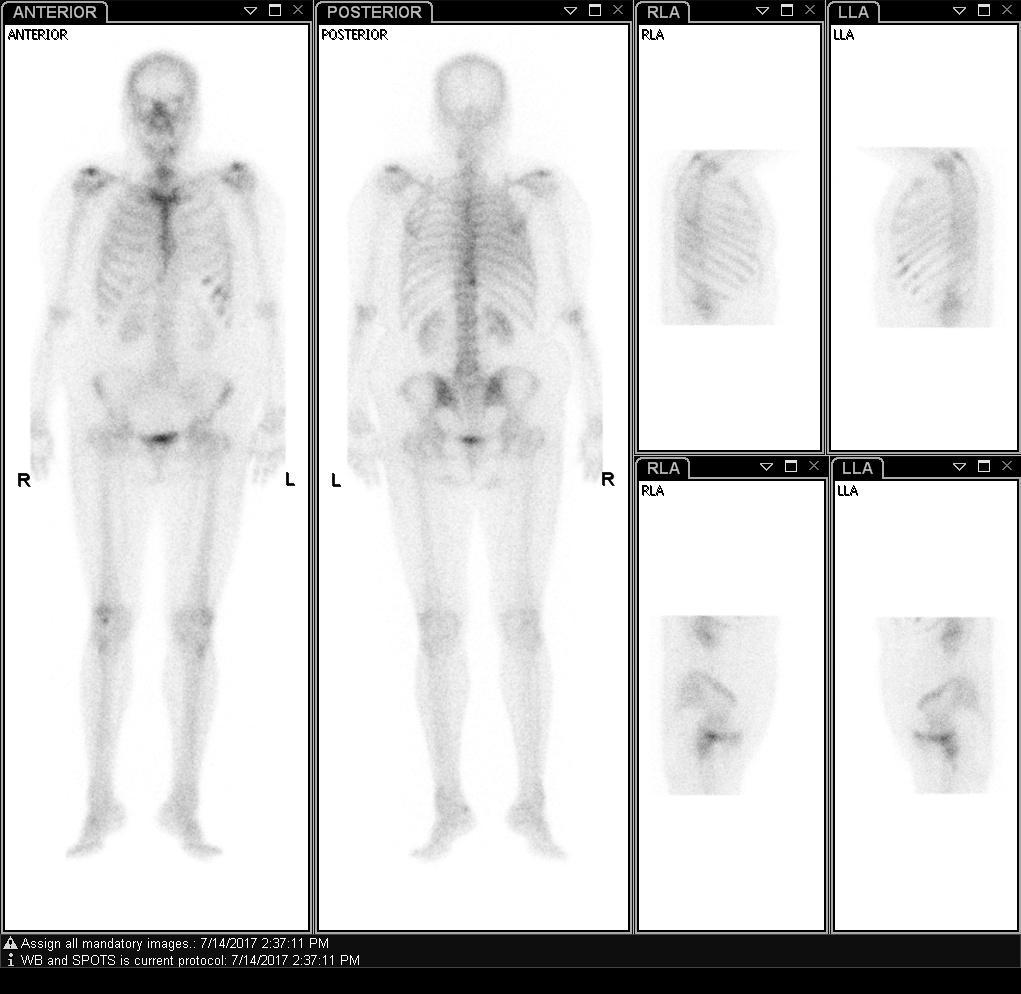 ANTERIOR
POSTERIOR
RLA
LLA
ANTERIOR
POSTERIOR
RLA
LLA
RLA
LLA
RLA
LLA
R
L
L
R
Assign all mandatory images.: 7/14/2017 2:37:11 PM
WB and SPOTS is current protocol: 7/14/2017 2:37:11 PM